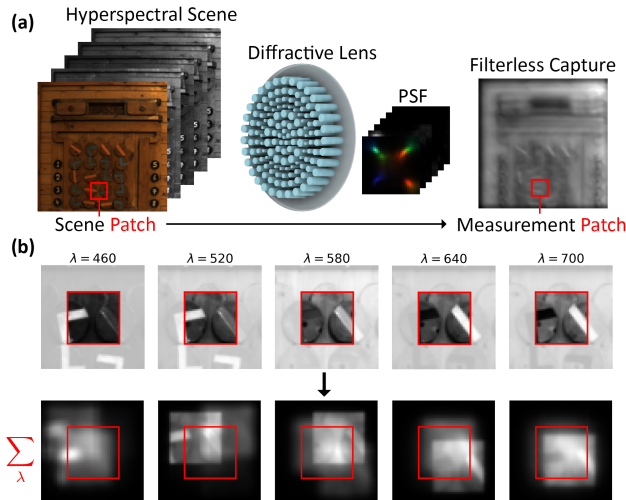 (a)
Hyperspectral Scene
Diffractive Lens
PSF
Filterless Capture
Scene Patch
Measurement Patch
(b)
λ = 460
λ = 520
λ = 580
λ = 640
λ = 700
∑
λ